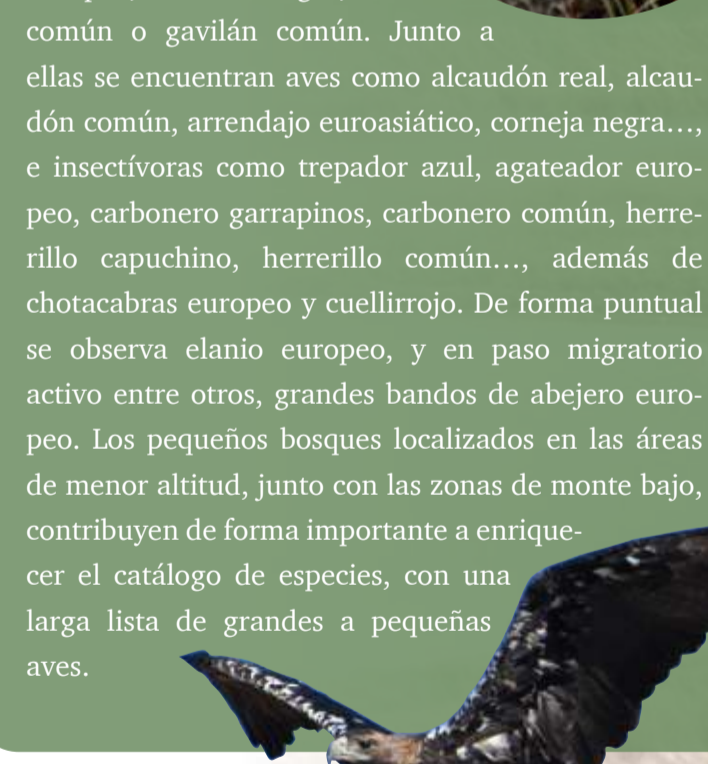 común o gavilán común. Junto a
ellas se encuentran aves como alcaudón real, alcau-
dón común, arrendajo euroasiático, corneja negra…,
e insectívoras como trepador azul, agateador euro-
peo, carbonero garrapinos, carbonero común, herre-
rillo capuchino, herrerillo común…, además de
chotacabras europeo y cuellirrojo. De forma puntual
se observa elanio europeo, y en paso migratorio
activo entre otros, grandes bandos de abejero euro-
peo. Los pequeños bosques localizados en las áreas
de menor altitud, junto con las zonas de monte bajo,
contribuyen de forma importante a enrique-
cer el catálogo de especies, con una
larga lista de grandes a pequeñas
aves.